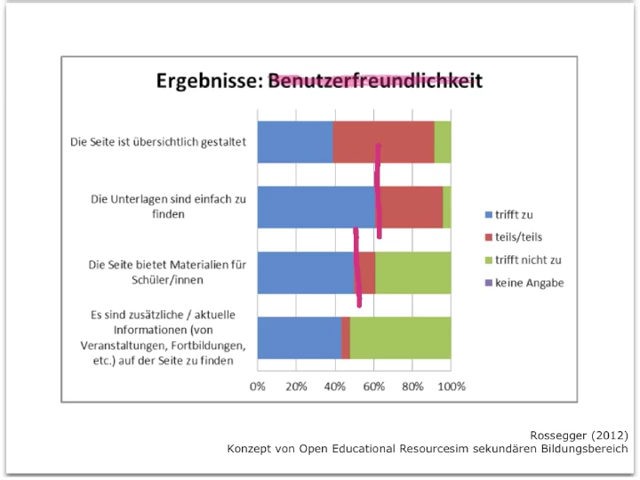 Ergebnisse: Benutzerfreundlichkeit
Die Seite ist übersichtlich gestaltet
Die Unterlagen sind einfach zu
finden
Die Seite bietet Materialien für
Schüler/innen
Es sind zusätzliche / aktuelle
Informationen (von
Veranstaltungen, Fortbildungen,
etc.) auf der Seite zu finden
0% 20% 40% 60% 80% 100%
trifft zu
teils/teils
trifft nicht zu
keine Angabe
Rossegger (2012)
Konzept von Open Educational Resourcesim sekundären Bildungsbereich